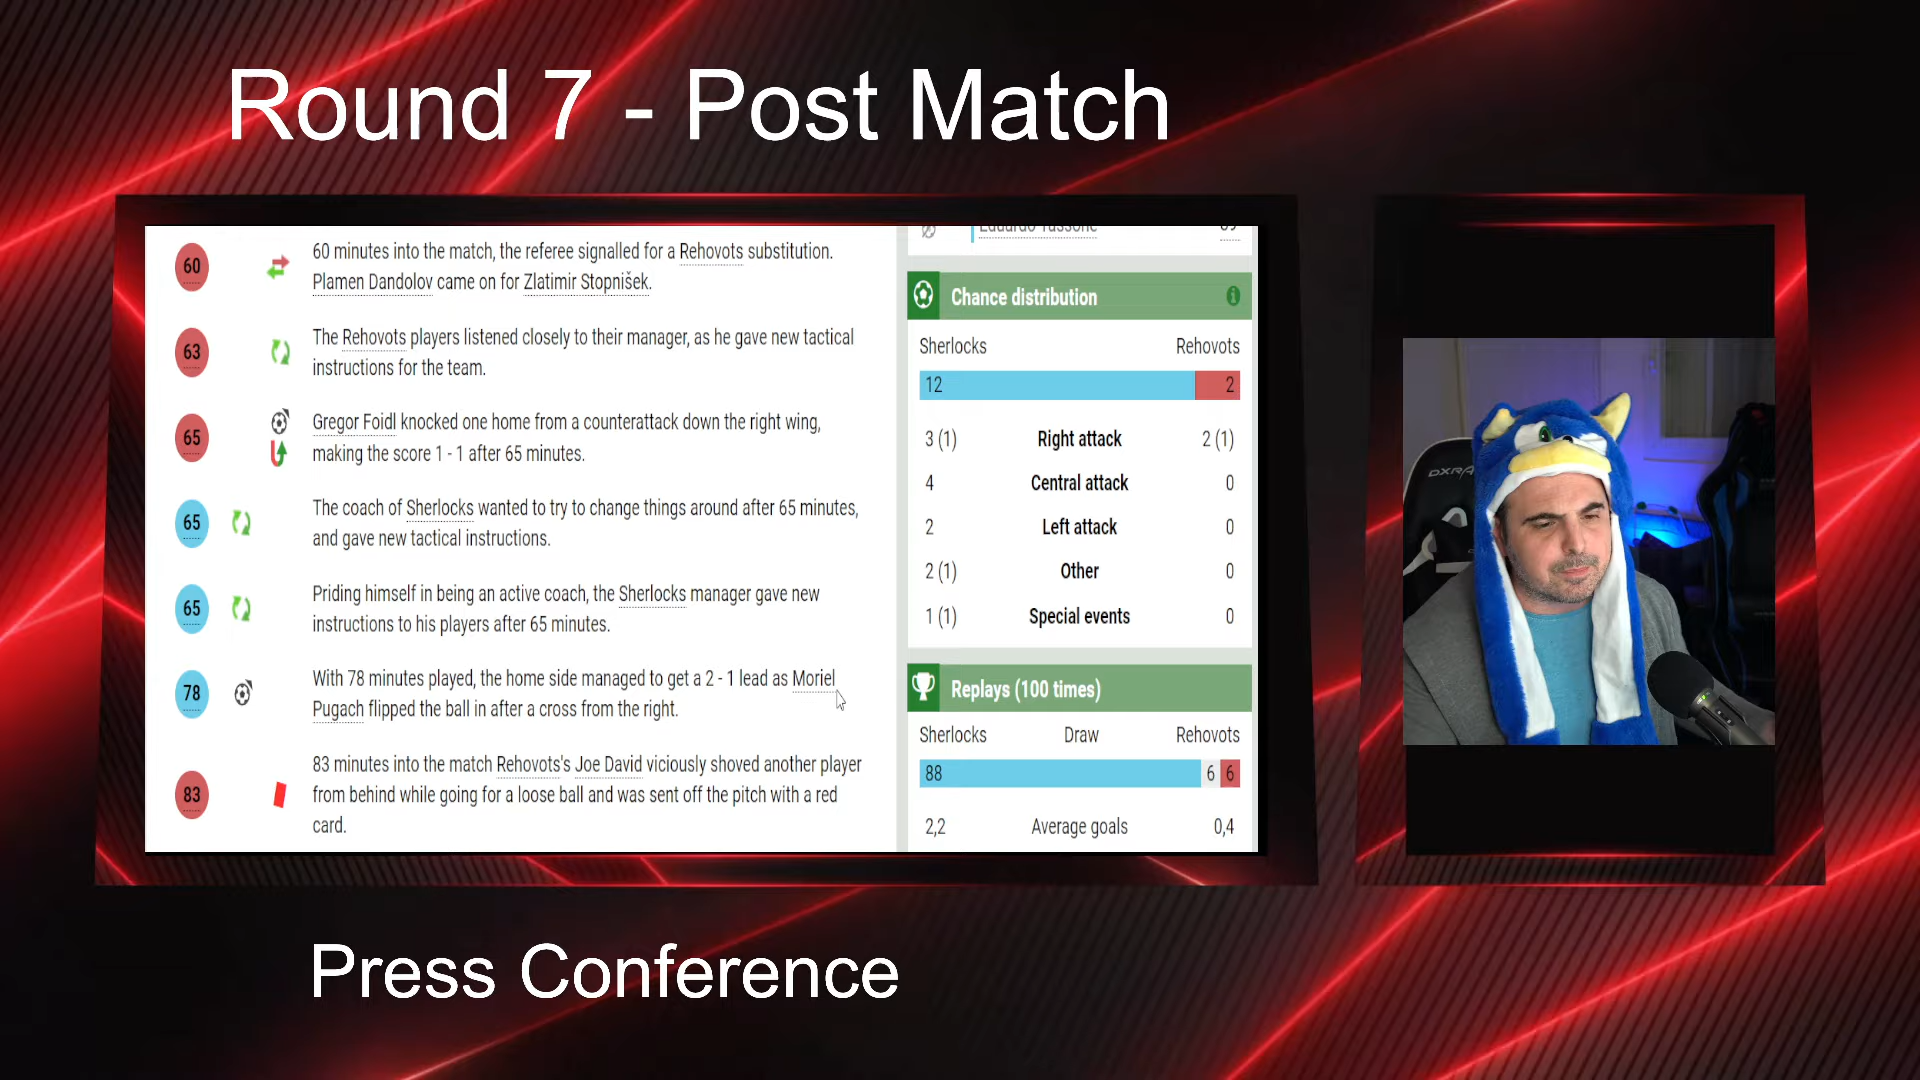 Round 7 - Post Match
60
60 minutes into the match, the referee signalled for a Rehovots substitution.
Plamen Dandolov came on for Zlatimir Stopnišek.
63
The Rehovots players listened closely to their manager, as he gave new tactical
instructions for the team.
65
Gregor Foidl knocked one home from a counterattack down the right wing,
making the score 1 - 1 after 65 minutes.
65
The coach of Sherlocks wanted to try to change things around after 65 minutes,
and gave new tactical instructions.
65
Priding himself in being an active coach, the Sherlocks manager gave new
instructions to his players after 65 minutes.
78
With 78 minutes played, the home side managed to get a 2 - 1 lead as Moriel
Pugach flipped the ball in after a cross from the right.
83
83 minutes into the match Rehovots's Joe David viciously shoved another player
from behind while going for a loose ball and was sent off the pitch with a red
card.
Eduardo Tassone
Chance distribution
Sherlocks Rehovots
12 2
3 (1) Right attack 2 (1)
4 Central attack 0
2 Left attack 0
2 (1) Other 0
1 (1) Special events 0
Replays (100 times)
Sherlocks Draw Rehovots
88 6 6
2,2 Average goals 0,4
Press Conference